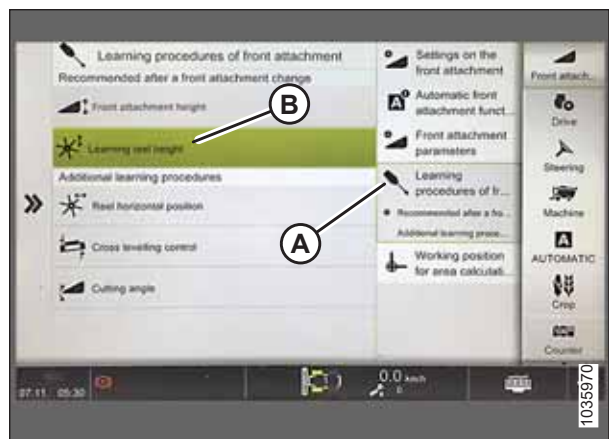 Learning procedures of front attachment
Recommended after a front attachment change
Front attachment height
Learning reel height
Additional learning procedures
Reel horizontal position
Cross levelling control
Cutting angle
Settings on the
front attachment
Automatic front
attachment funct...
Front attachment
parameters
Learning
procedures of fr...
Recommended after a fro...
Additional learning proce...
Working position
for area calculati...
Front attach...
Drive
Steering
Machine
A
AUTOMATIC
Crop
Counter
B
A
07:11 05:30
0.0 km/h
0
1035970